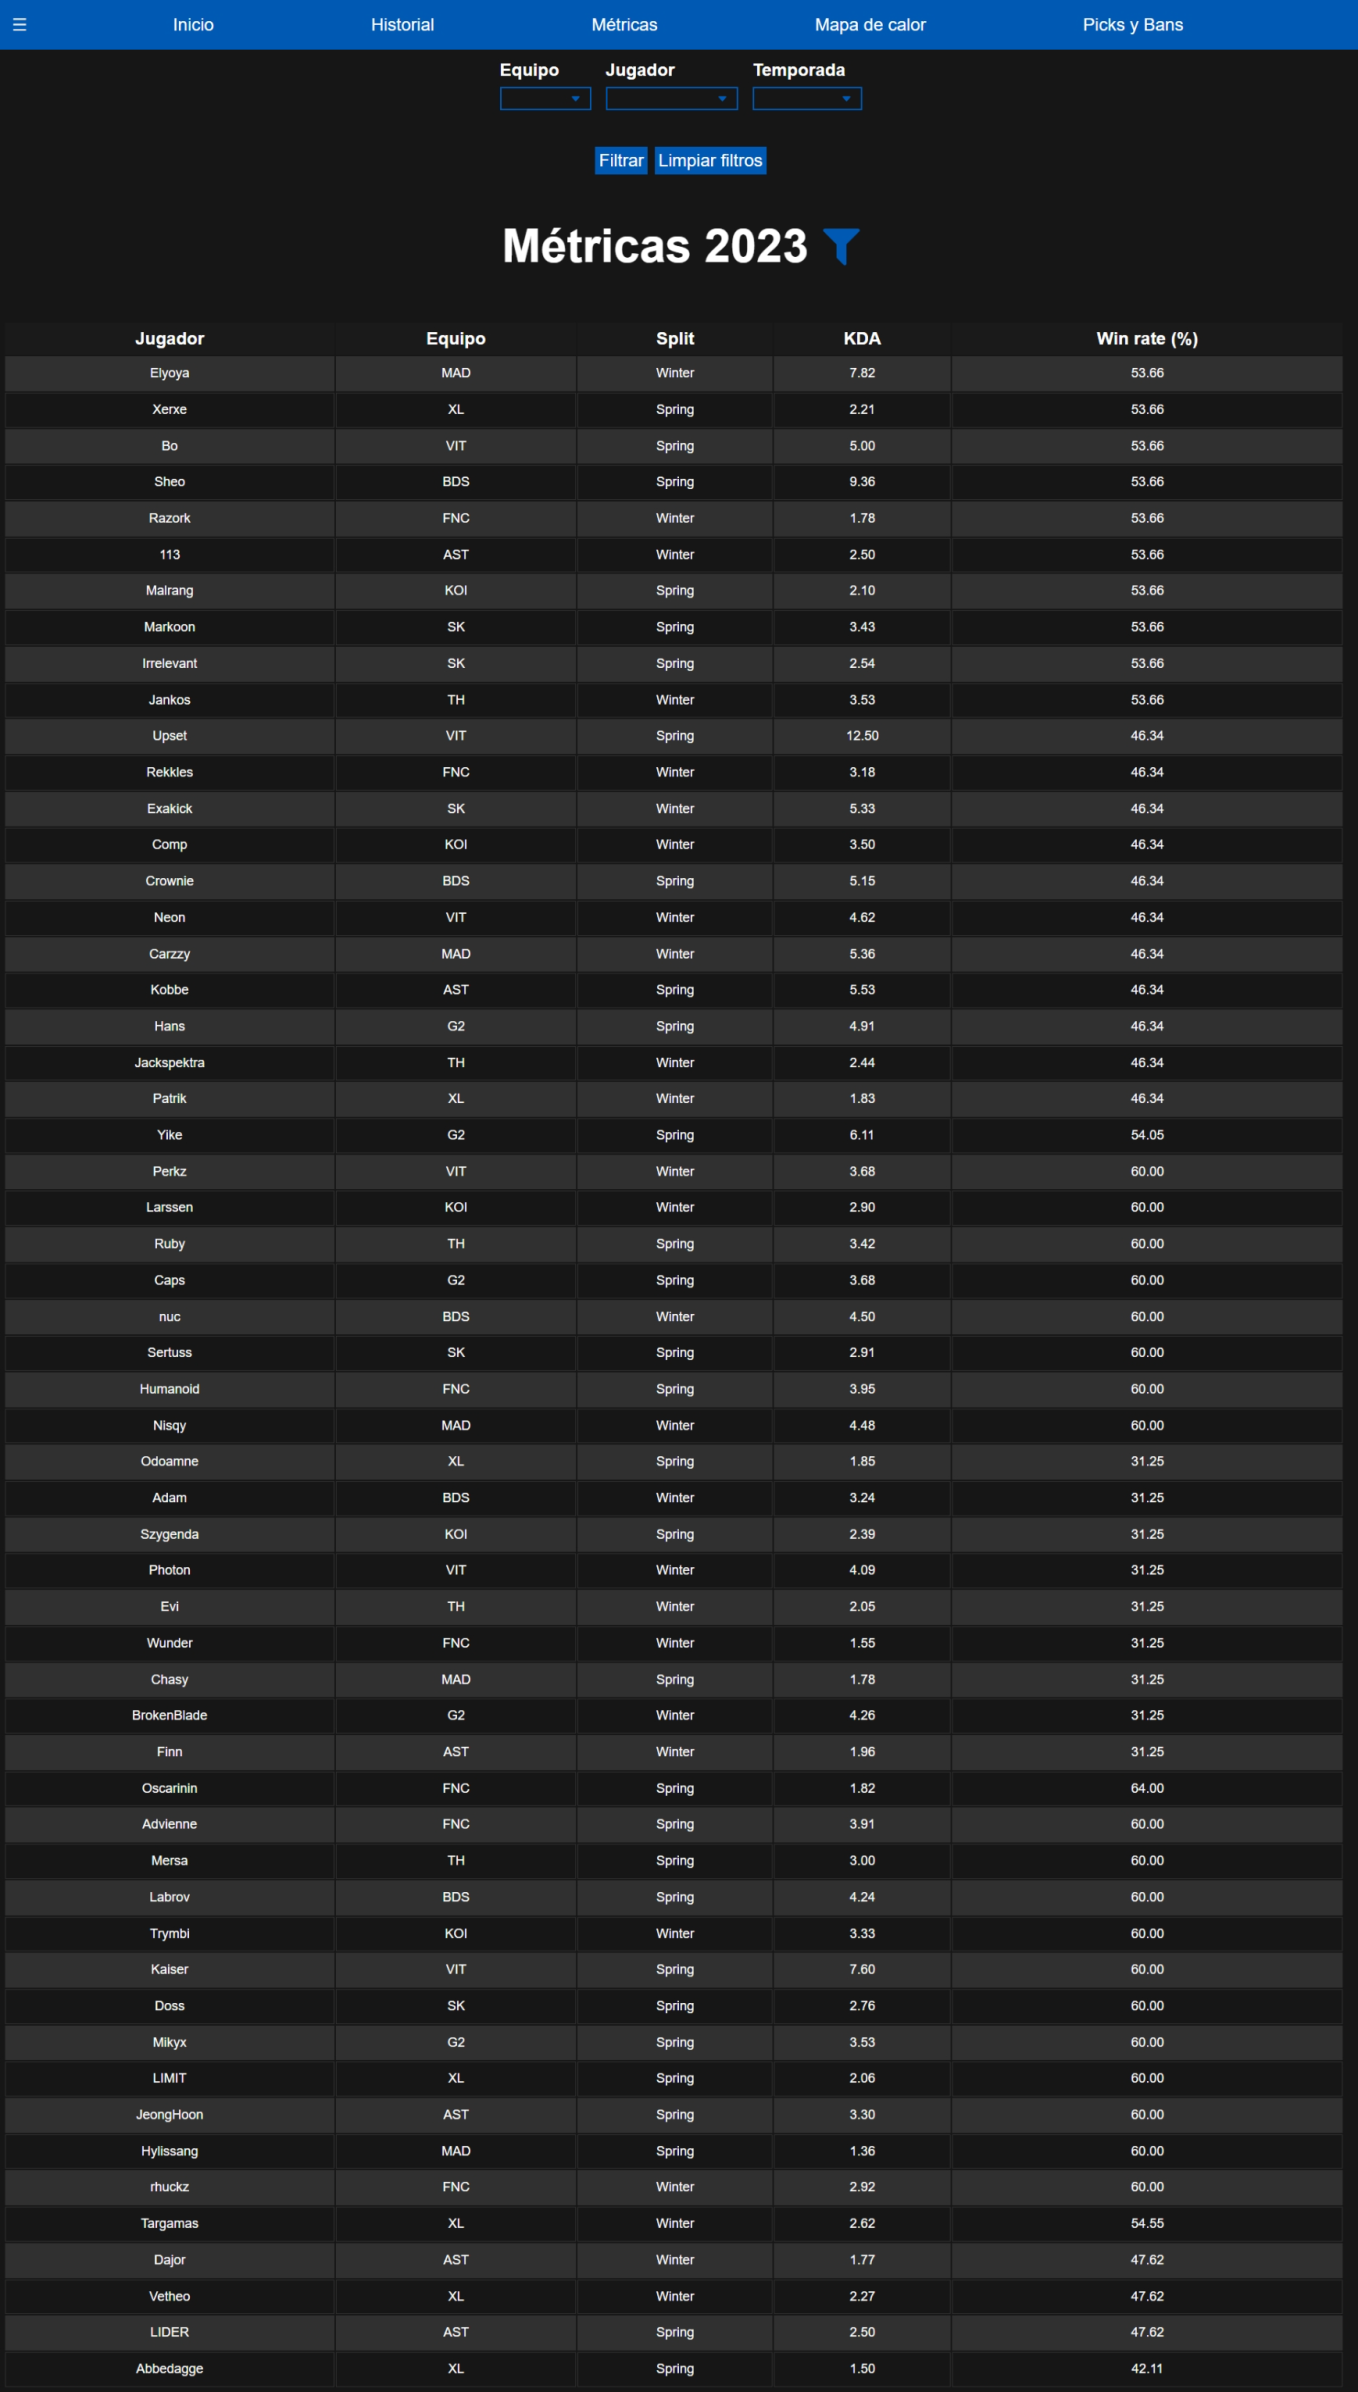 ☰ Inicio Historial Métricas Mapa de calor Picks y Bans
Equipo Jugador Temporada
Filtrar Limpiar filtros
Métricas 2023
Jugador Equipo Split KDA Win rate (%)
Elyoya MAD Winter 7.82 53.66
Xerxe XL Spring 2.21 53.66
Bo VIT Spring 5.00 53.66
Sheo BDS Spring 9.36 53.66
Razork FNC Winter 1.78 53.66
113 AST Winter 2.50 53.66
Malrang KOI Spring 2.10 53.66
Markoon SK Spring 3.43 53.66
Irrelevant SK Spring 2.54 53.66
Jankos TH Winter 3.53 53.66
Upset VIT Spring 12.50 46.34
Rekkles FNC Winter 3.18 46.34
Exakick SK Winter 5.33 46.34
Comp KOI Winter 3.50 46.34
Crownie BDS Spring 5.15 46.34
Neon VIT Winter 4.62 46.34
Carzzy MAD Winter 5.36 46.34
Kobbe AST Spring 5.53 46.34
Hans G2 Spring 4.91 46.34
Jackspektra TH Winter 2.44 46.34
Patrik XL Winter 1.83 46.34
Yike G2 Spring 6.11 54.05
Perkz VIT Winter 3.68 60.00
Larssen KOI Winter 2.90 60.00
Ruby TH Spring 3.42 60.00
Caps G2 Spring 3.68 60.00
nuc BDS Winter 4.50 60.00
Sertuss SK Spring 2.91 60.00
Humanoid FNC Spring 3.95 60.00
Nisqy MAD Winter 4.48 60.00
Odoamne XL Spring 1.85 31.25
Adam BDS Winter 3.24 31.25
Szygenda KOI Spring 2.39 31.25
Photon VIT Winter 4.09 31.25
Evi TH Winter 2.05 31.25
Wunder FNC Winter 1.55 31.25
Chasy MAD Spring 1.78 31.25
BrokenBlade G2 Winter 4.26 31.25
Finn AST Winter 1.96 31.25
Oscarinin FNC Spring 1.82 64.00
Advienne FNC Spring 3.91 60.00
Mersa TH Spring 3.00 60.00
Labrov BDS Spring 4.24 60.00
Trymbi KOI Winter 3.33 60.00
Kaiser VIT Spring 7.60 60.00
Doss SK Spring 2.76 60.00
Mikyx G2 Spring 3.53 60.00
LIMIT XL Spring 2.06 60.00
JeongHoon AST Spring 3.30 60.00
Hylissang MAD Spring 1.36 60.00
rhuckz FNC Winter 2.92 60.00
Targamas XL Winter 2.62 54.55
Dajor AST Winter 1.77 47.62
Vetheo XL Winter 2.27 47.62
LIDER AST Spring 2.50 47.62
Abbedagge XL Spring 1.50 42.11